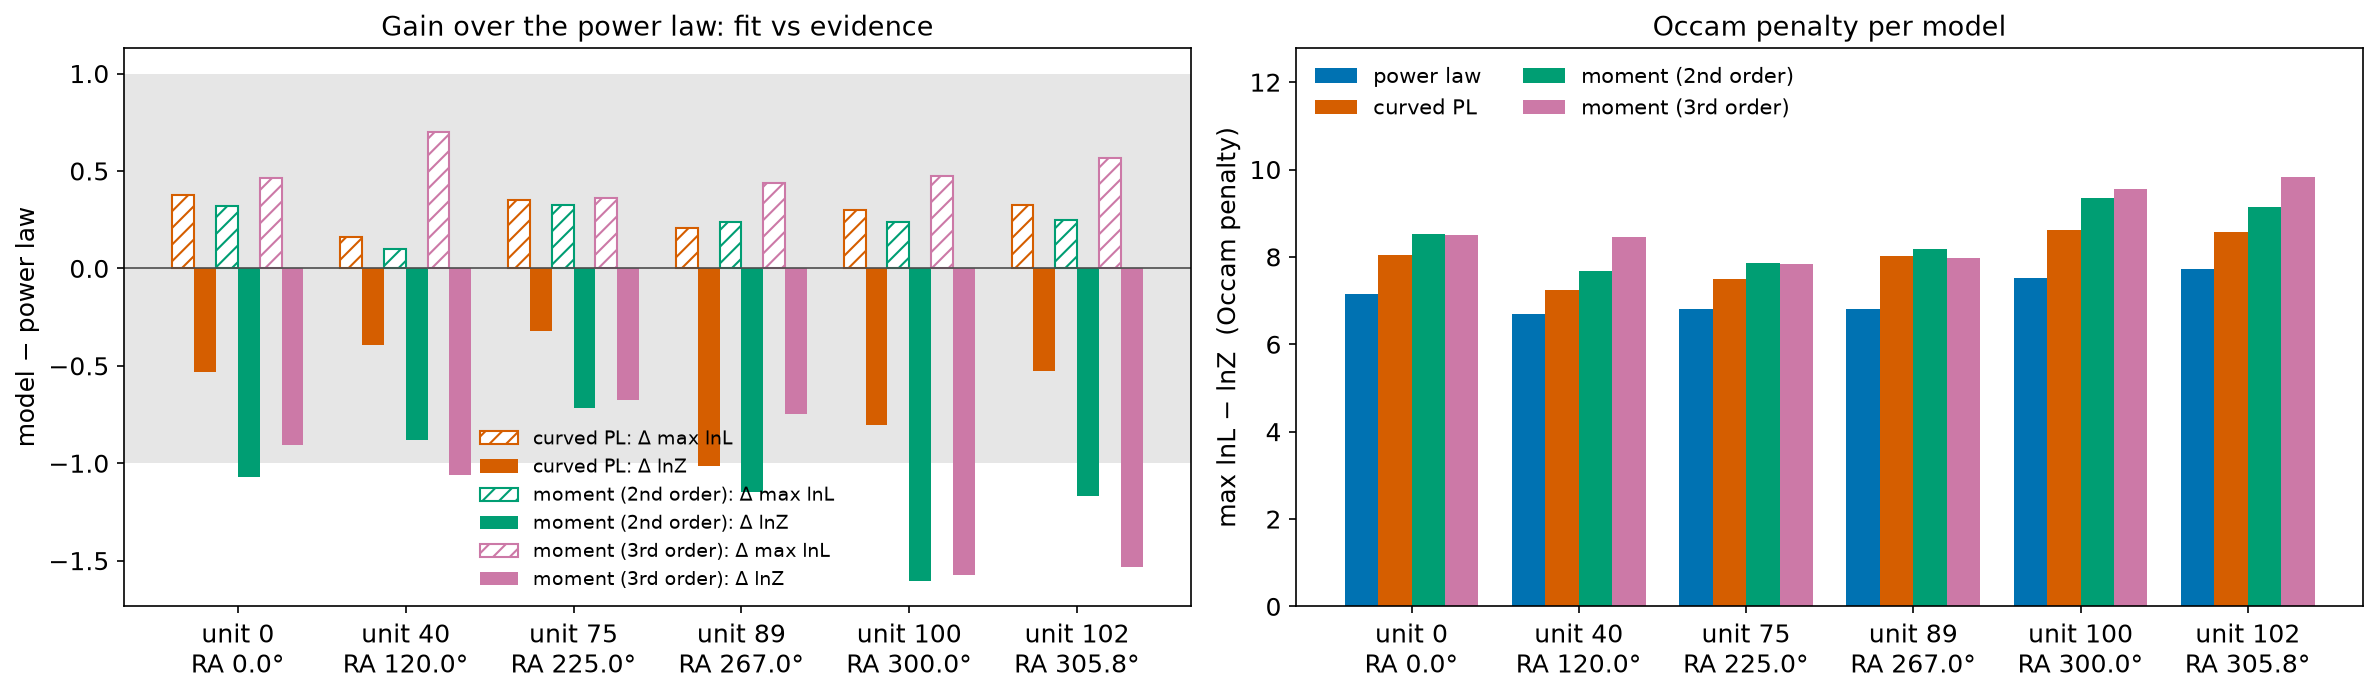 Gain over the power law: fit vs evidence
model − power law
1.0
0.5
0.0
−0.5
−1.0
−1.5
curved PL: Δ max lnL
curved PL: Δ lnZ
moment (2nd order): Δ max lnL
moment (2nd order): Δ lnZ
moment (3rd order): Δ max lnL
moment (3rd order): Δ lnZ
unit 0
RA 0.0°
unit 40
RA 120.0°
unit 75
RA 225.0°
unit 89
RA 267.0°
unit 100
RA 300.0°
unit 102
RA 305.8°
Occam penalty per model
max lnL − lnZ (Occam penalty)
12
10
8
6
4
2
0
power law
curved PL
moment (2nd order)
moment (3rd order)
unit 0
RA 0.0°
unit 40
RA 120.0°
unit 75
RA 225.0°
unit 89
RA 267.0°
unit 100
RA 300.0°
unit 102
RA 305.8°